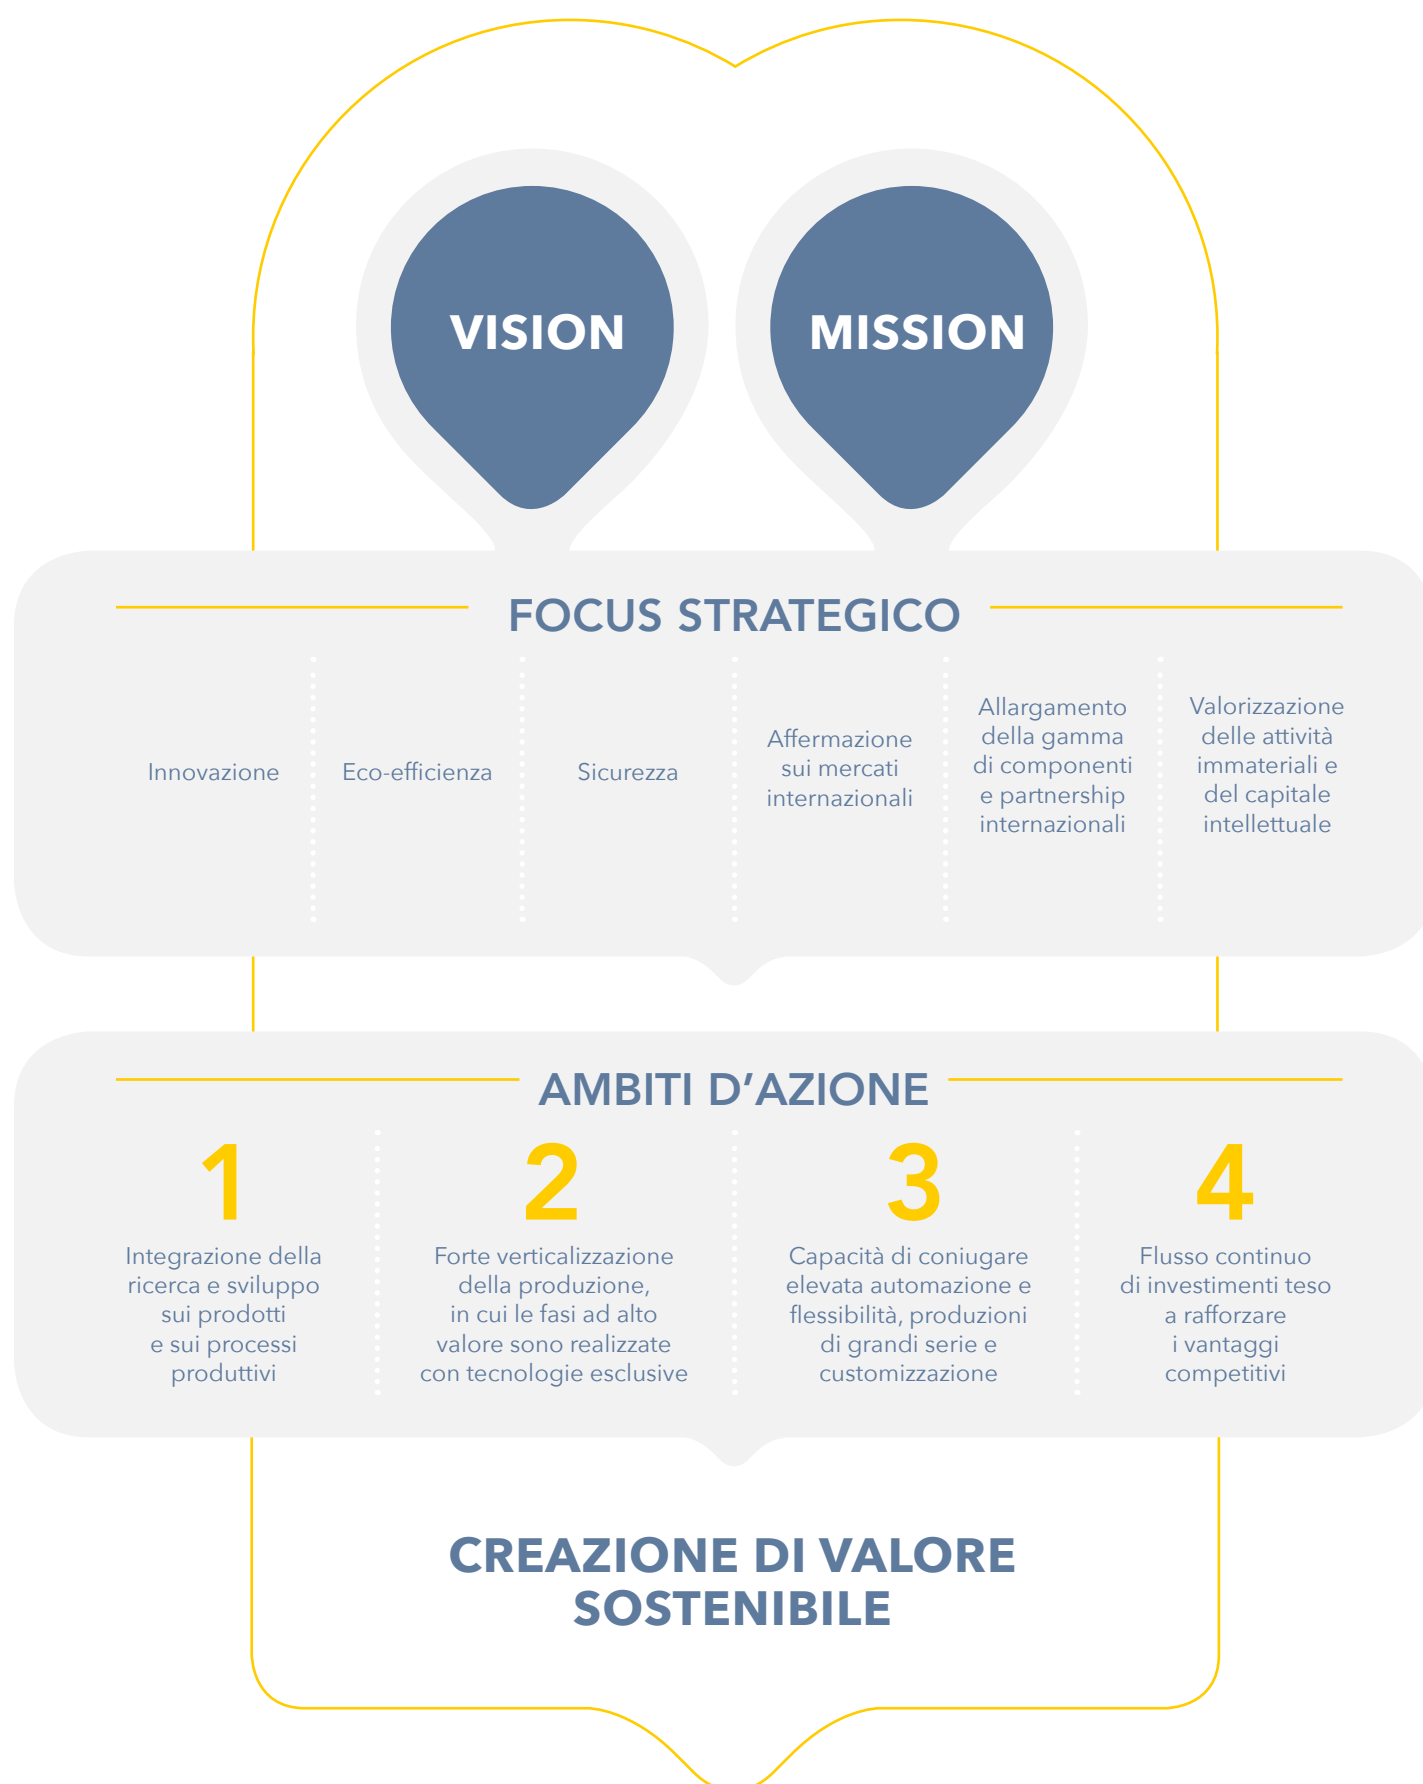 VISION
MISSION
FOCUS STRATEGICO
Innovazione
Eco-efficienza
Sicurezza
Affermazione
sui mercati
internazionali
Allargamento
della gamma
di componenti
e partnership
internazionali
Valorizzazione
delle attività
immateriali e
del capitale
intellettuale
AMBITI D’AZIONE
1
Integrazione della
ricerca e sviluppo
sui prodotti
e sui processi
produttivi
2
Forte verticalizzazione
della produzione,
in cui le fasi ad alto
valore sono realizzate
con tecnologie esclusive
3
Capacità di coniugare
elevata automazione e
flessibilità, produzioni
di grandi serie e
customizzazione
4
Flusso continuo
di investimenti teso
a rafforzare
i vantaggi
competitivi
CREAZIONE DI VALORE
SOSTENIBILE